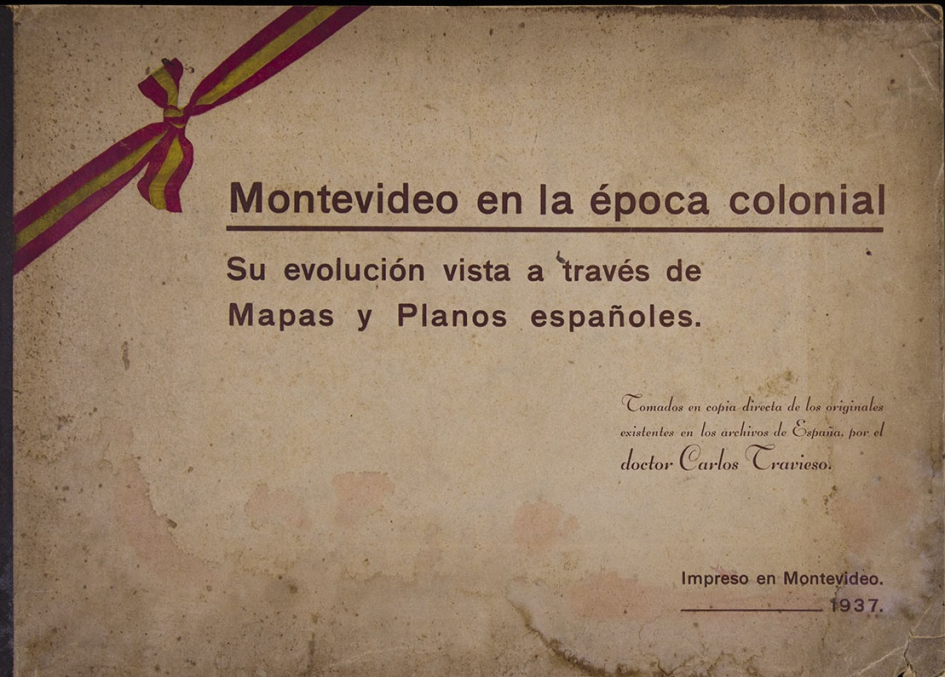 Montevideo en la época colonial
Su evolución vista a través de
Mapas y Planos españoles.
Tomados en copia directa de los originales
existentes en los archivos de España, por el
doctor Carlos Travieso.
Impreso en Montevideo.
1937.